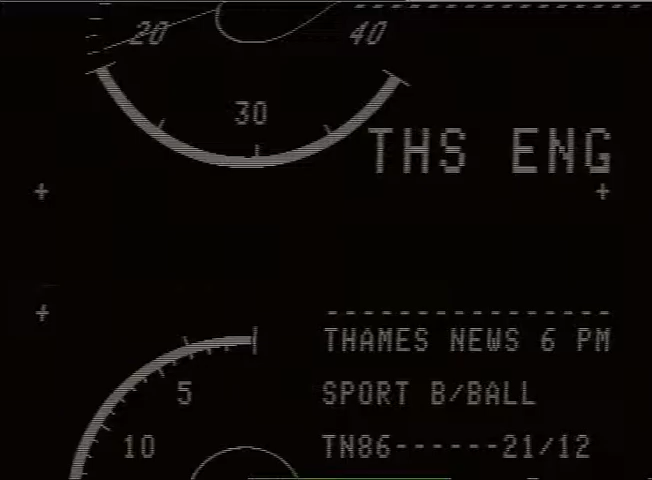 20 40
30
THS ENG
THAMES NEWS 6 PM
5
SPORT B/BALL
10
TN86------21/12